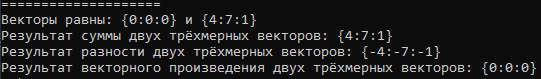 ====================
Векторы равны: {0:0:0} и {4:7:1}
Результат суммы двух трёхмерных векторов: {4:7:1}
Результат разности двух трёхмерных векторов: {-4:-7:-1}
Результат векторного произведения двух трёхмерных векторов: {0:0:0}